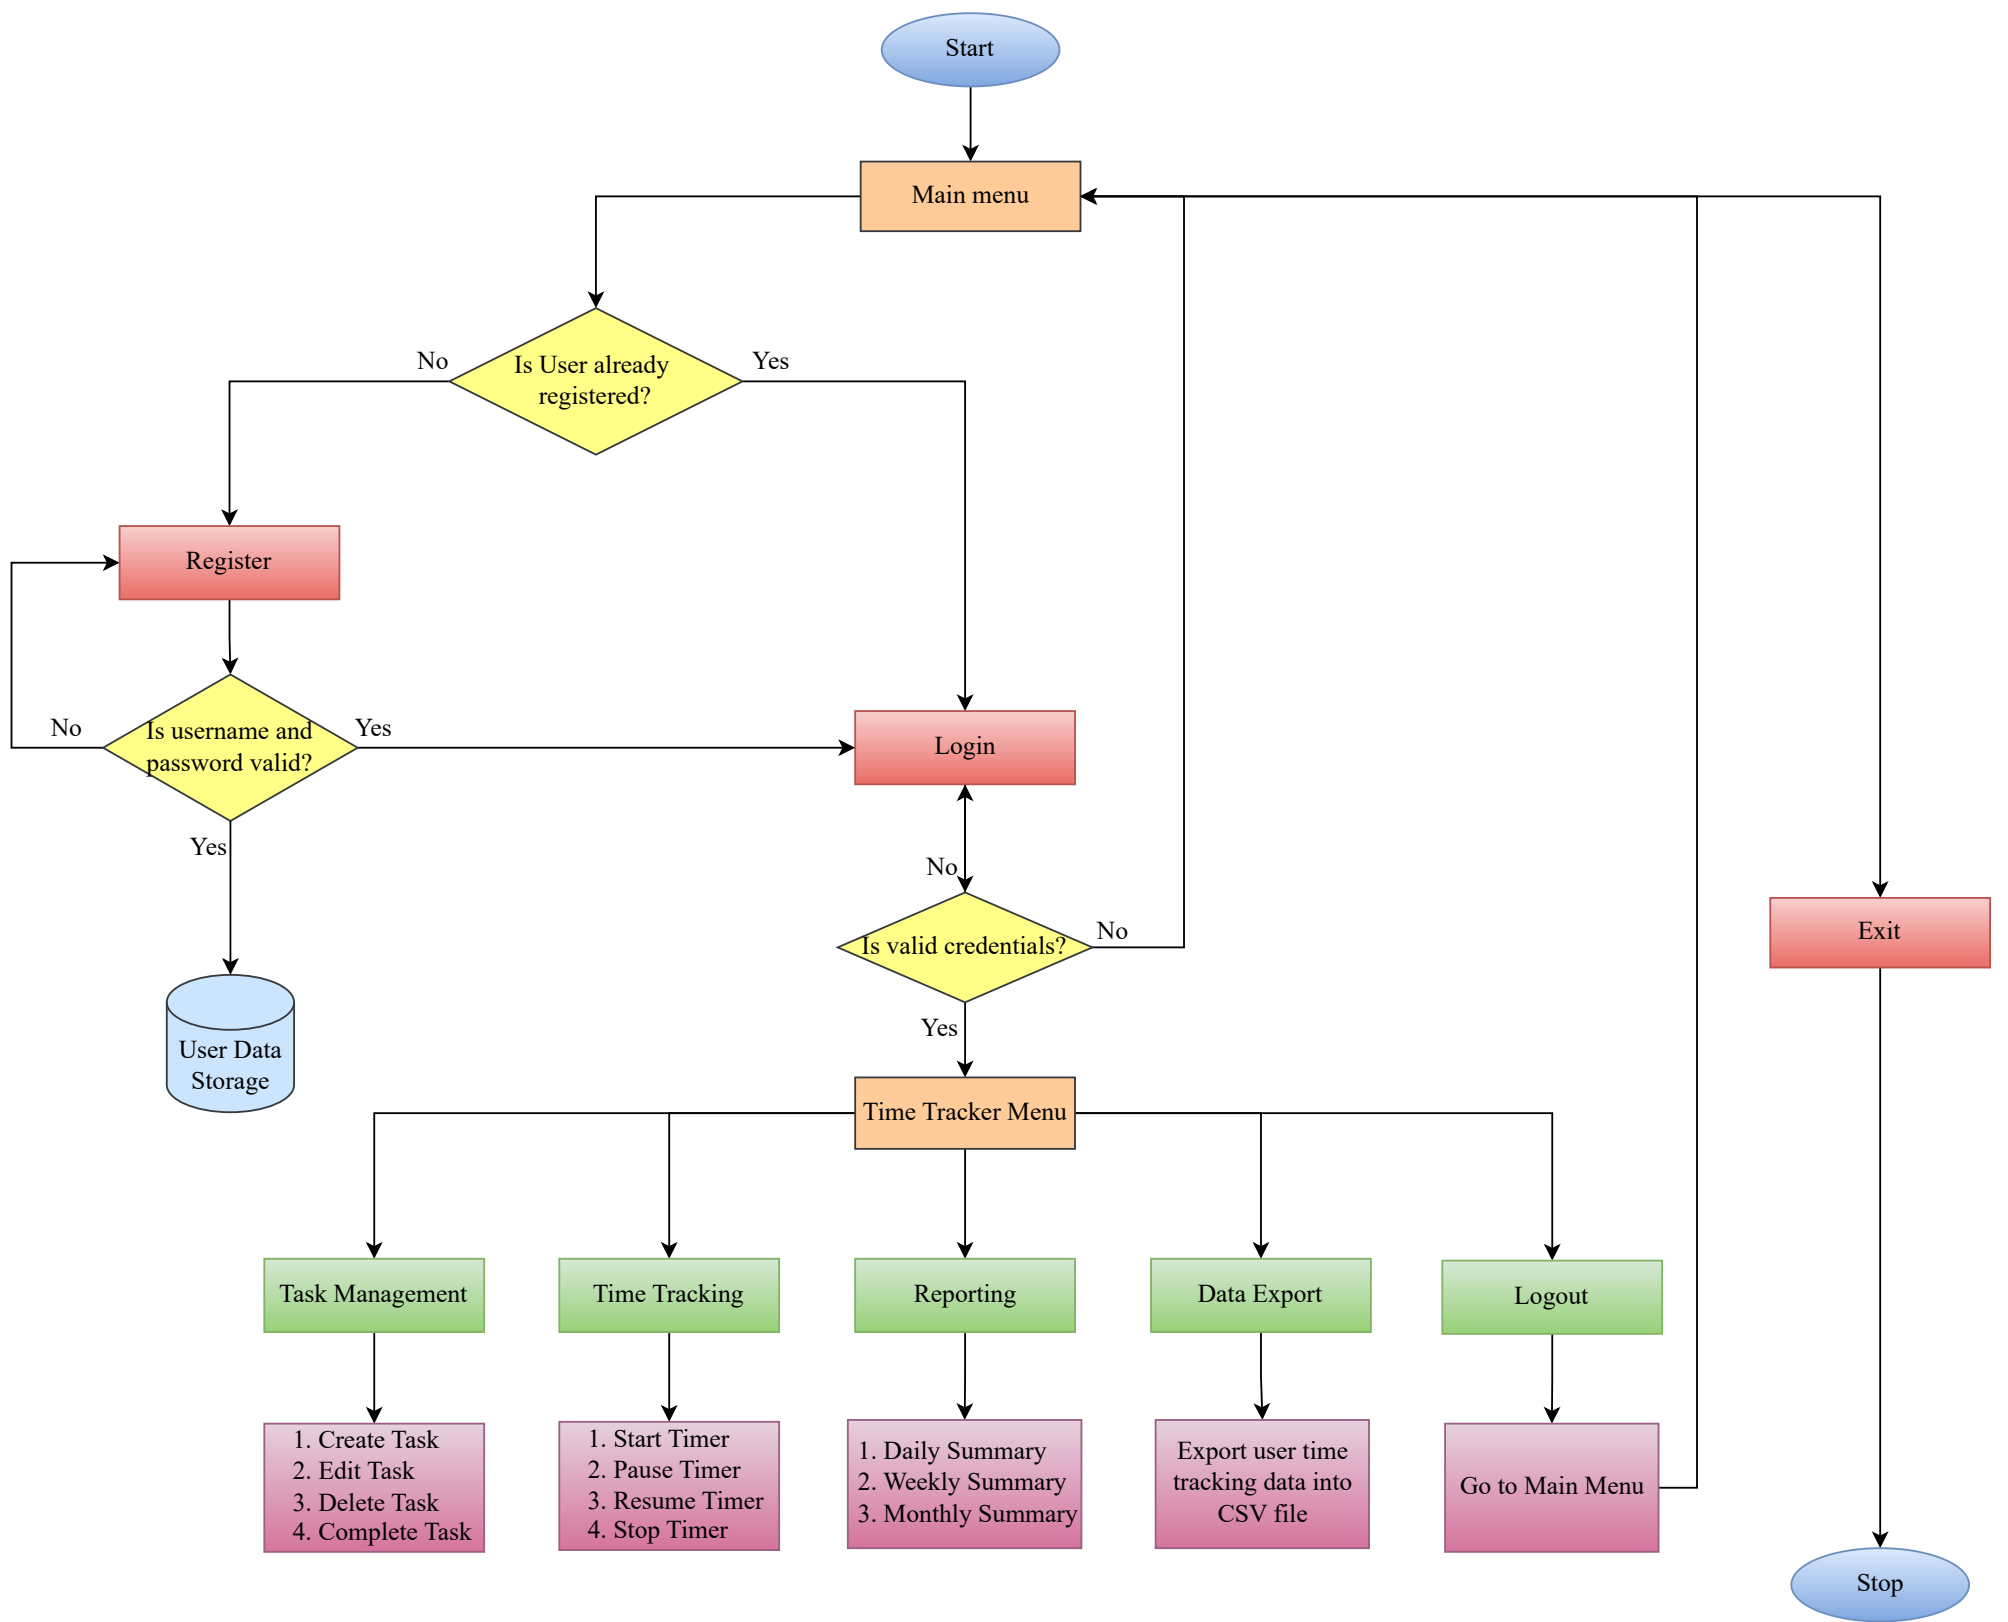 Start
Main menu
No
Is User already
registered?
Yes
Register
No
Is username and
password valid?
Yes
Login
Yes
No
Is valid credentials?
No
Exit
User Data
Storage
Yes
Time Tracker Menu
Task Management
Time Tracking
Reporting
Data Export
Logout
1. Create Task
2. Edit Task
3. Delete Task
4. Complete Task
1. Start Timer
2. Pause Timer
3. Resume Timer
4. Stop Timer
1. Daily Summary
2. Weekly Summary
3. Monthly Summary
Export user time
tracking data into
CSV file
Go to Main Menu
Stop